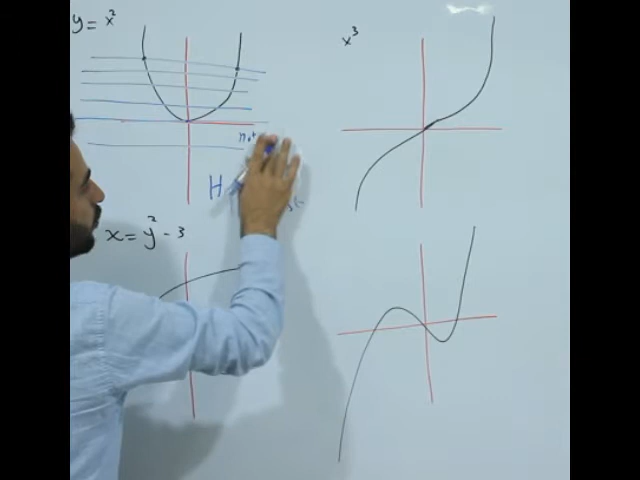 y = x²
x³
H
x = y² - 3